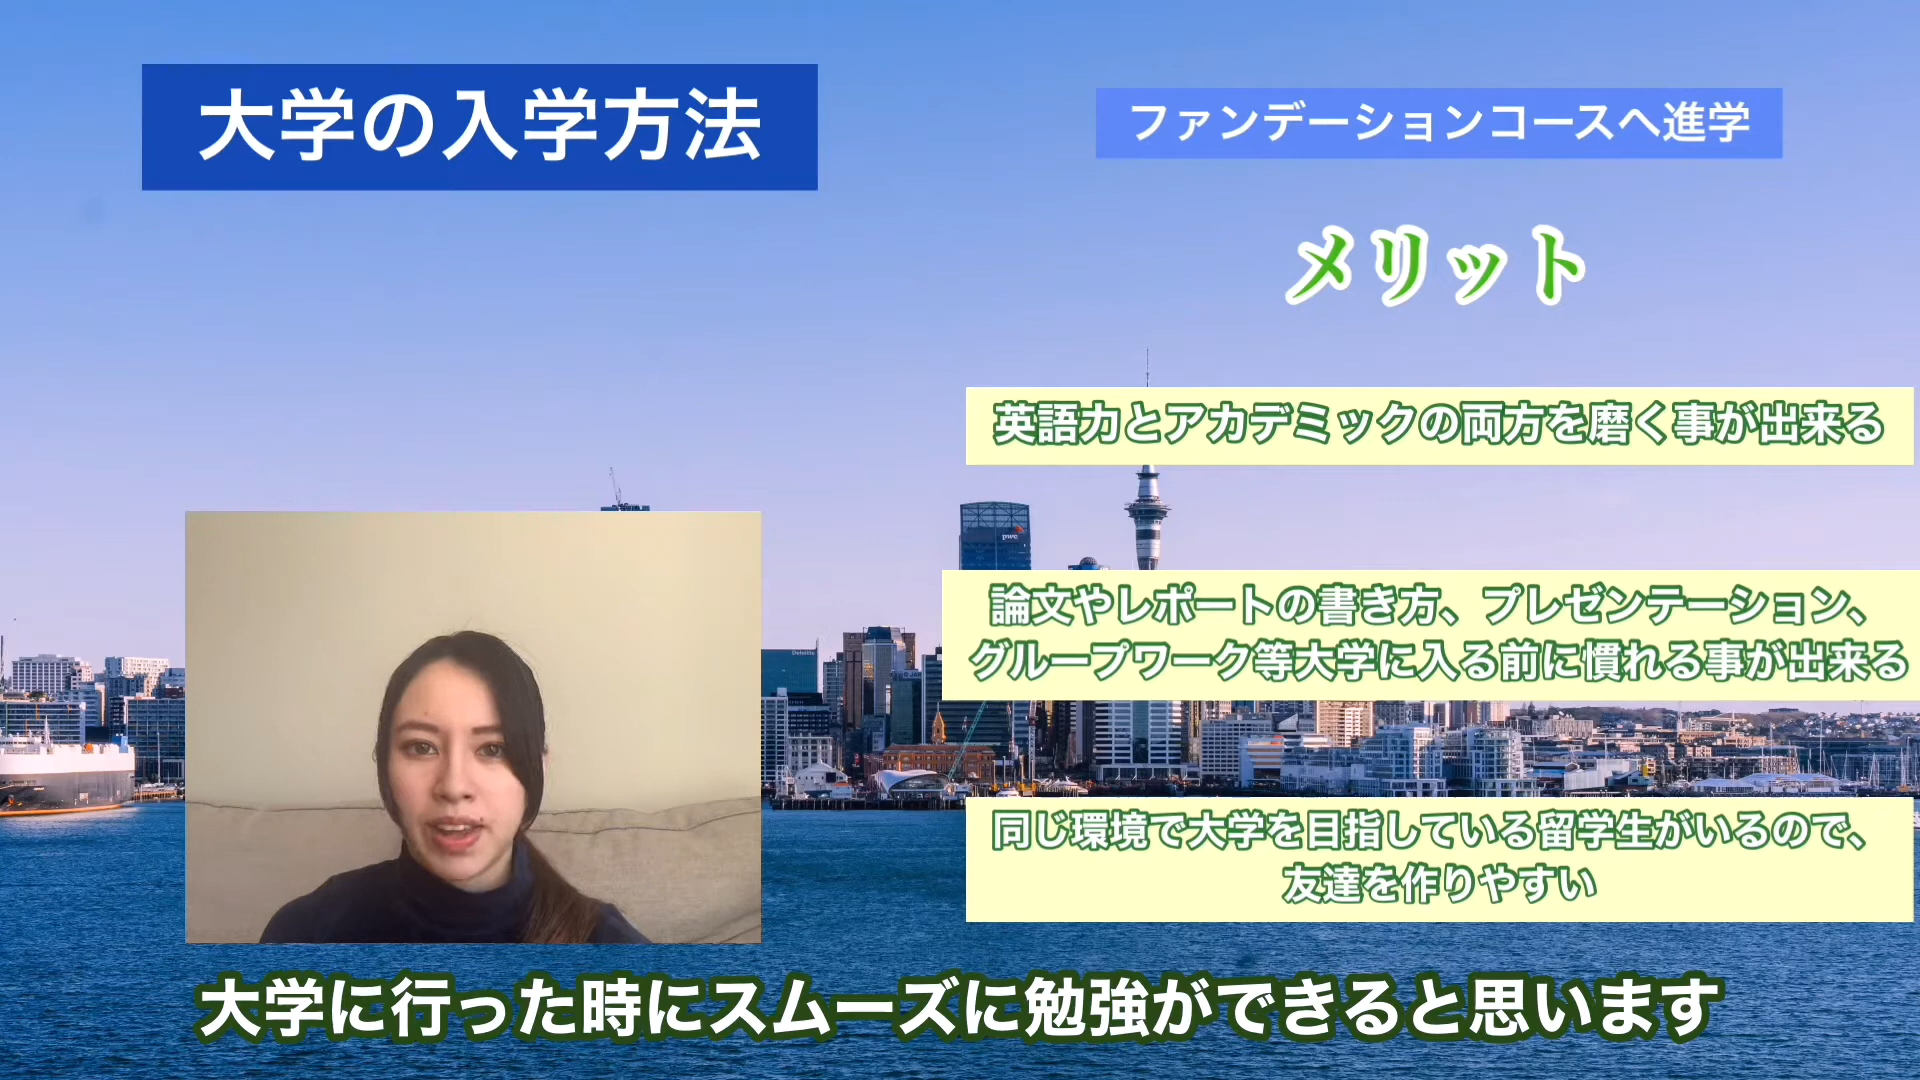 大学の入学方法
ファンデーションコースへ進学
メリット
英語力とアカデミックの両方を磨く事が出来る
pwc
論文やレポートの書き方、プレゼンテーション、
グループワーク等大学に入る前に慣れる事が出来る
Deloitte
同じ環境で大学を目指している留学生がいるので、
友達を作りやすい
大学に行った時にスムーズに勉強ができると思います